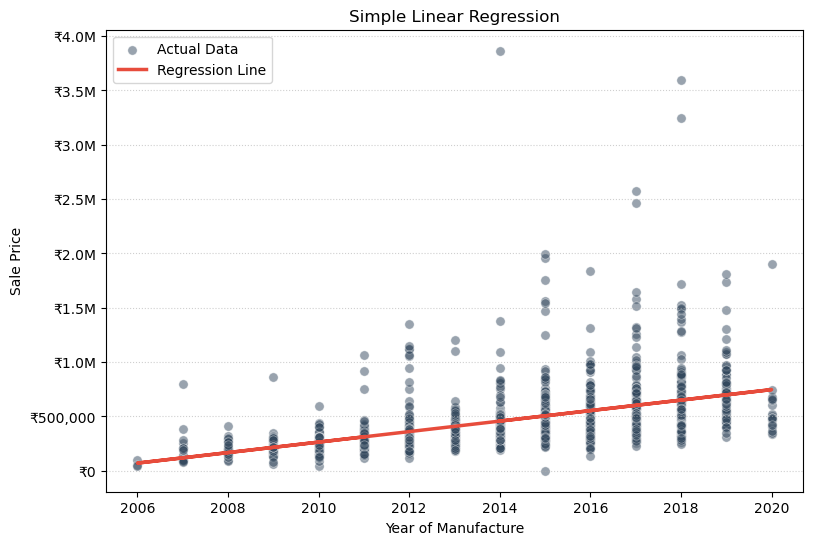 Simple Linear Regression
Actual Data
Regression Line
₹4.0M
₹3.5M
₹3.0M
₹2.5M
₹2.0M
₹1.5M
₹1.0M
₹500,000
₹0
Sale Price
2006 2008 2010 2012 2014 2016 2018 2020
Year of Manufacture